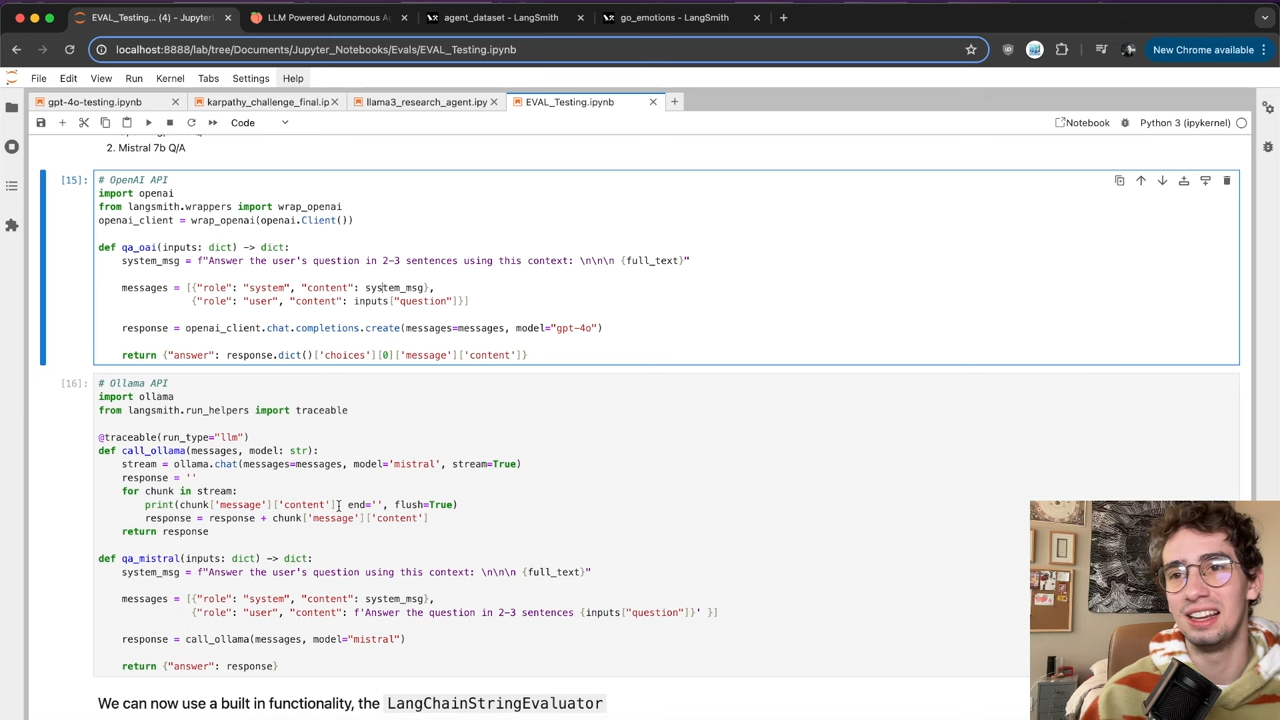 EVAL_Testing... (4) - Jupyter
LLM Powered Autonomous A
agent_dataset - LangSmith
go_emotions - LangSmith
localhost:8888/lab/tree/Documents/Jupyter_Notebooks/Evals/EVAL_Testing.ipynb
New Chrome available
File Edit View Run Kernel Tabs Settings Help
gpt-4o-testing.ipynb
karpathy_challenge_final.ip
llama3_research_agent.ipy
EVAL_Testing.ipynb
Code
Notebook
Python 3 (ipykernel)
2. Mistral 7b Q/A
[15]:
# OpenAI API
import openai
from langsmith.wrappers import wrap_openai
openai_client = wrap_openai(openai.Client())
def qa_oai(inputs: dict) -> dict:
system_msg = f"Answer the user's question in 2-3 sentences using this context: \n\n\n {full_text}"
messages = [{"role": "system", "content": system_msg},
{"role": "user", "content": inputs["question"]}]
response = openai_client.chat.completions.create(messages=messages, model="gpt-4o")
return {"answer": response.dict()['choices'][0]['message']['content']}
[16]:
# Ollama API
import ollama
from langsmith.run_helpers import traceable
@traceable(run_type="llm")
def call_ollama(messages, model: str):
stream = ollama.chat(messages=messages, model='mistral', stream=True)
response = ''
for chunk in stream:
print(chunk['message']['content'], end='', flush=True)
response = response + chunk['message']['content']
return response
def qa_mistral(inputs: dict) -> dict:
system_msg = f"Answer the user's question using this context: \n\n\n {full_text}"
messages = [{"role": "system", "content": system_msg},
{"role": "user", "content": f'Answer the question in 2-3 sentences {inputs["question"]}' }]
response = call_ollama(messages, model="mistral")
return {"answer": response}
We can now use a built in functionality, the LangChainStringEvaluator